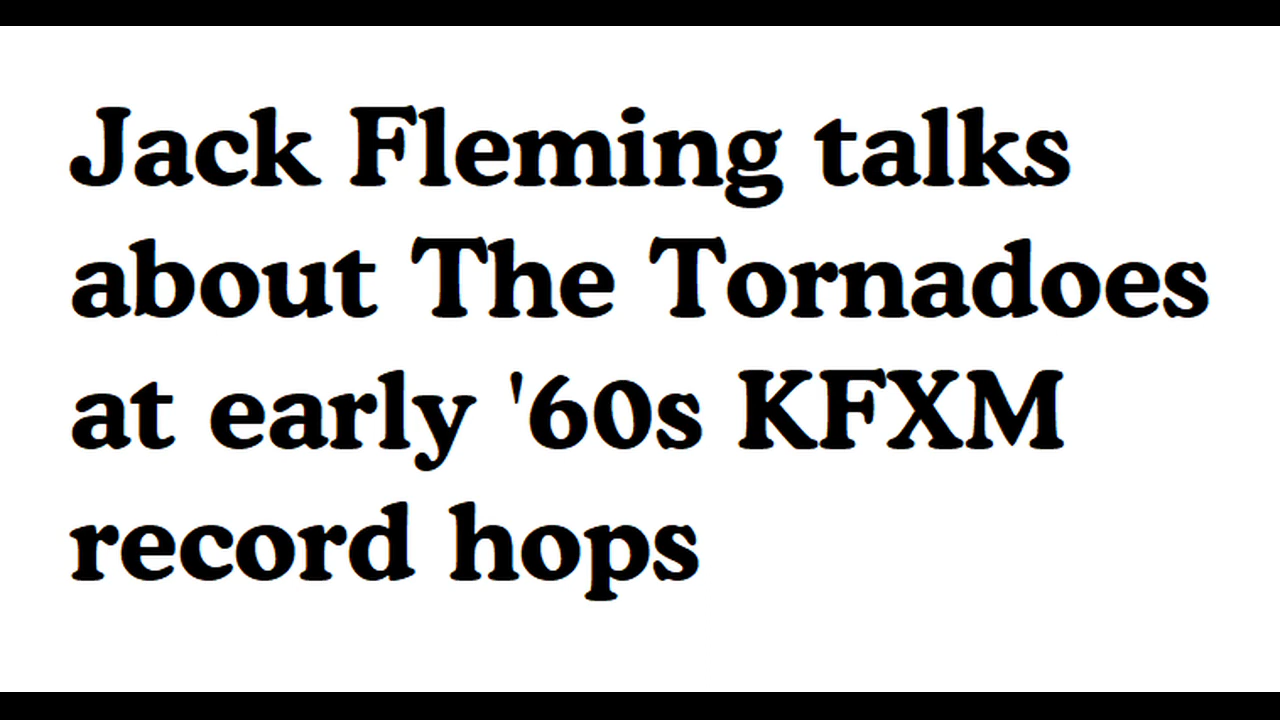 Jack Fleming talks
about The Tornadoes
at early '60s KFXM
record hops